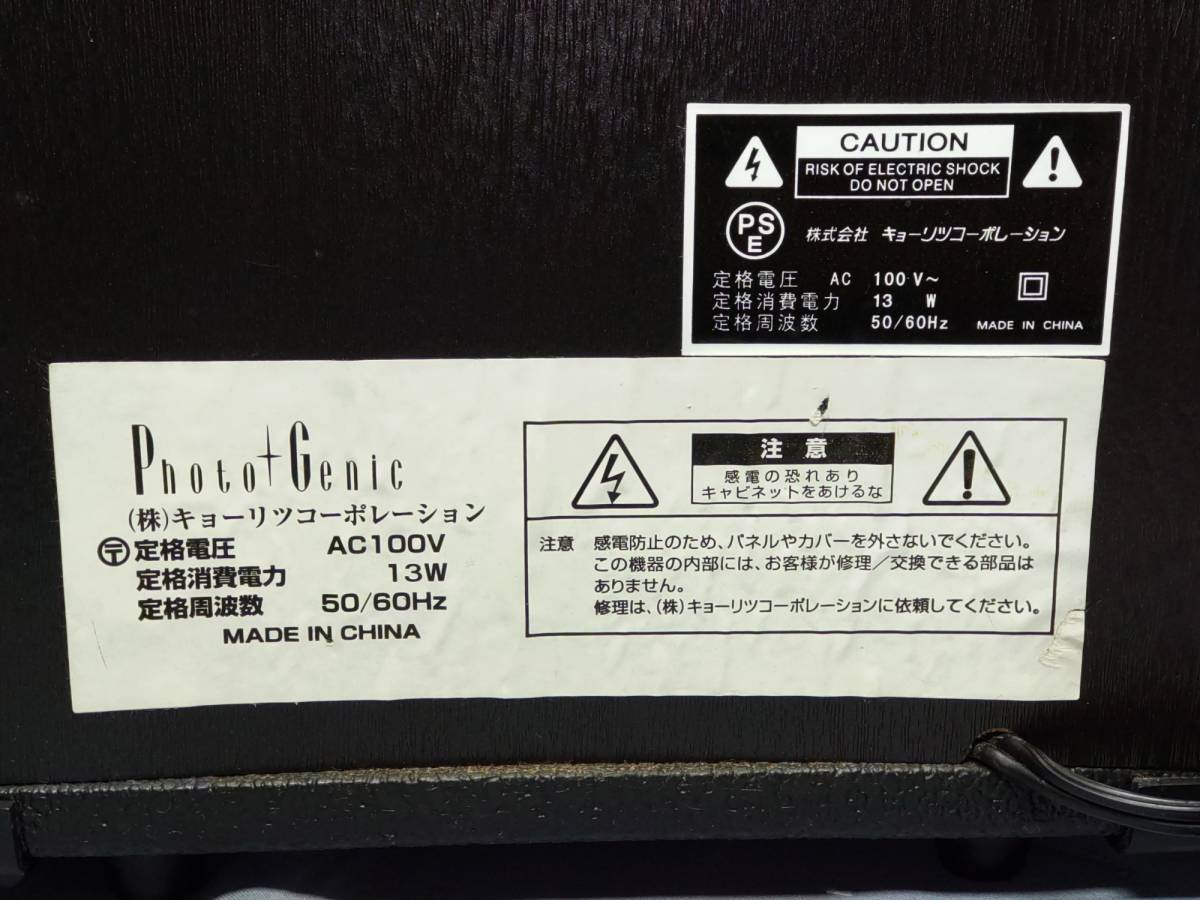 CAUTION
RISK OF ELECTRIC SHOCK
DO NOT OPEN
PSE
株式会社 キョーリツコーポレーション
定格電圧 AC 100 V~
定格消費電力 13 W
定格周波数 50/60Hz
MADE IN CHINA
Photo Genic
(株)キョーリツコーポレーション
〶定格電圧 AC100V
定格消費電力 13W
定格周波数 50/60Hz
MADE IN CHINA
注意
感電の恐れあり
キャビネットをあけるな
注意 感電防止のため、パネルやカバーを外さないでください。
この機器の内部には、お客様が修理/交換できる部品は
ありません。
修理は、(株)キョーリツコーポレーションに依頼してください。